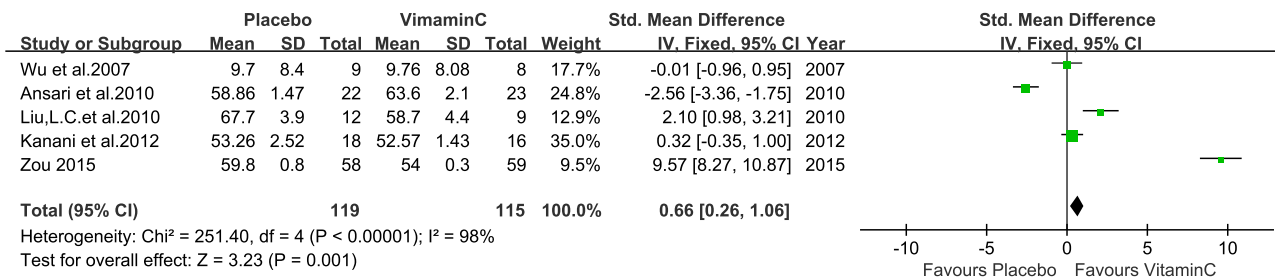 Placebo VimaminC Std. Mean Difference Std. Mean Difference
Study or Subgroup Mean SD Total Mean SD Total Weight IV, Fixed, 95% CI Year IV, Fixed, 95% CI
Wu et al.2007 9.7 8.4 9 9.76 8.08 8 17.7% -0.01 [-0.96, 0.95] 2007
Ansari et al.2010 58.86 1.47 22 63.6 2.1 23 24.8% -2.56 [-3.36, -1.75] 2010
Liu,L.C.et al.2010 67.7 3.9 12 58.7 4.4 9 12.9% 2.10 [0.98, 3.21] 2010
Kanani et al.2012 53.26 2.52 18 52.57 1.43 16 35.0% 0.32 [-0.35, 1.00] 2012
Zou 2015 59.8 0.8 58 54 0.3 59 9.5% 9.57 [8.27, 10.87] 2015
Total (95% CI) 119 115 100.0% 0.66 [0.26, 1.06]
Heterogeneity: Chi² = 251.40, df = 4 (P < 0.00001); I² = 98%
Test for overall effect: Z = 3.23 (P = 0.001)
-10 -5 0 5 10
Favours Placebo Favours VimaminC